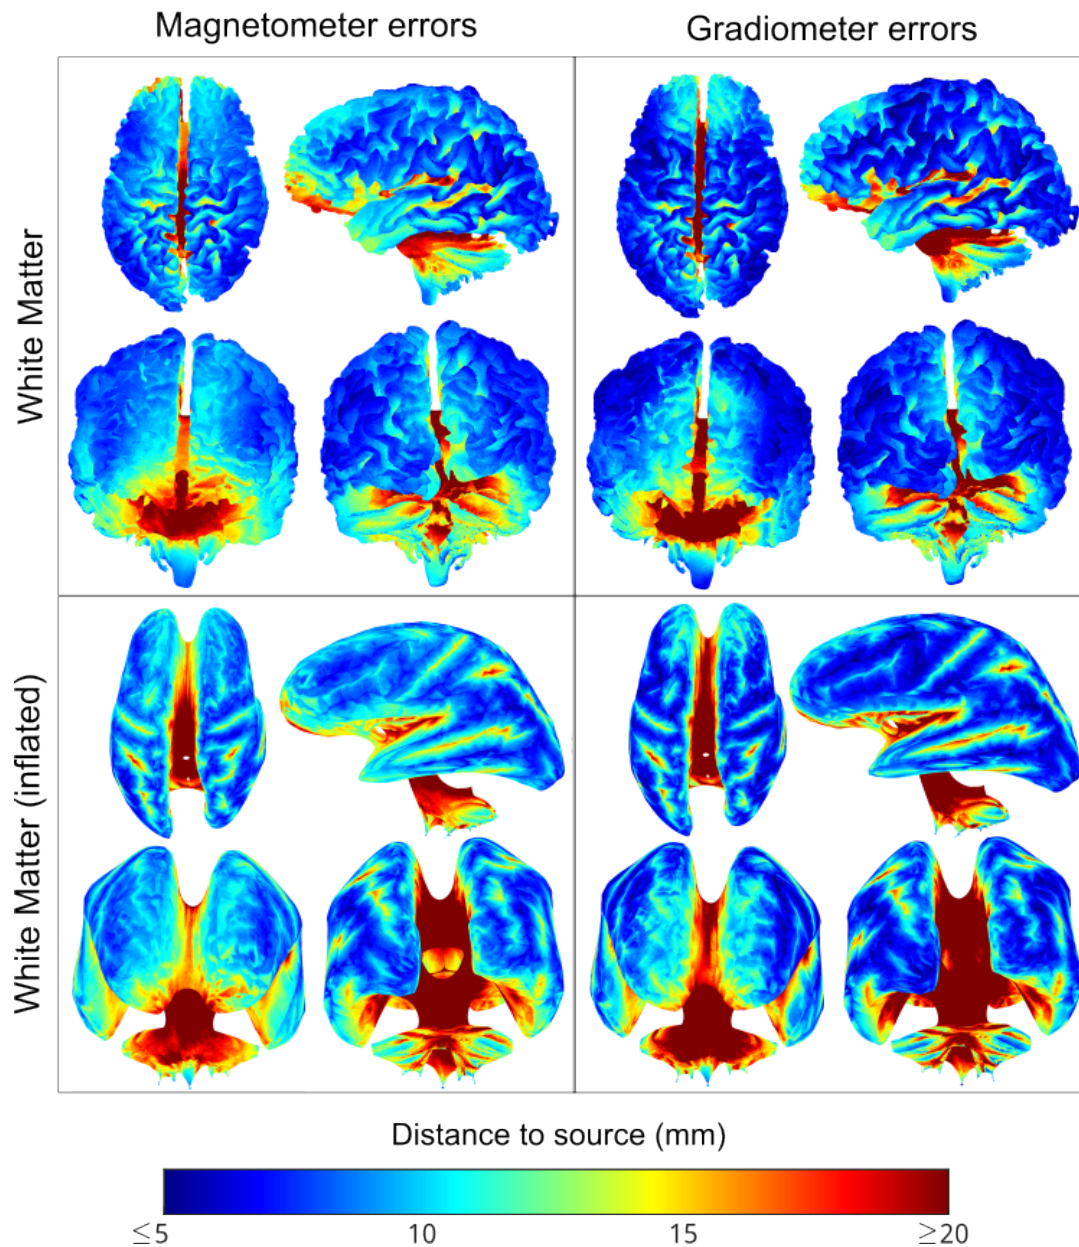 Magnetometer errors
Gradiometer errors
White Matter
White Matter (inflated)
Distance to source (mm)
≤5 10 15 ≥20